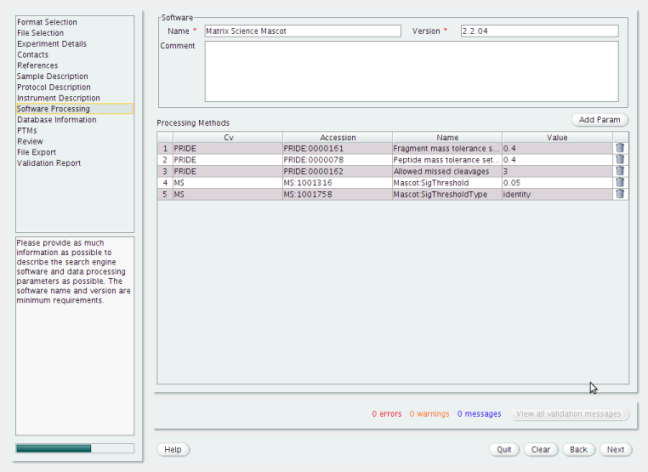 Format Selection
File Selection
Experiment Details
Contacts
References
Sample Description
Protocol Description
Instrument Description
Software Processing
Database Information
PTMs
Review
File Export
Validation Report
Please provide as much
information as possible to
describe the search engine
software and data processing
parameters as possible. The
software name and version are
minimum requirements.
Software
Name * Matrix Science Mascot Version * 2.2.04
Comment
Processing Methods Add Param
Cv Accession Name Value
1 PRIDE PRIDE:0000161 Fragment mass tolerance s... 0.4
2 PRIDE PRIDE:0000078 Peptide mass tolerance set... 0.4
3 PRIDE PRIDE:0000162 Allowed missed cleavages 3
4 MS MS:1001316 Mascot:SigThreshold 0.05
5 MS MS:1001758 Mascot:SigThresholdType identity
0 errors 0 warnings 0 messages View all validation messages
Help Quit Clear Back Next